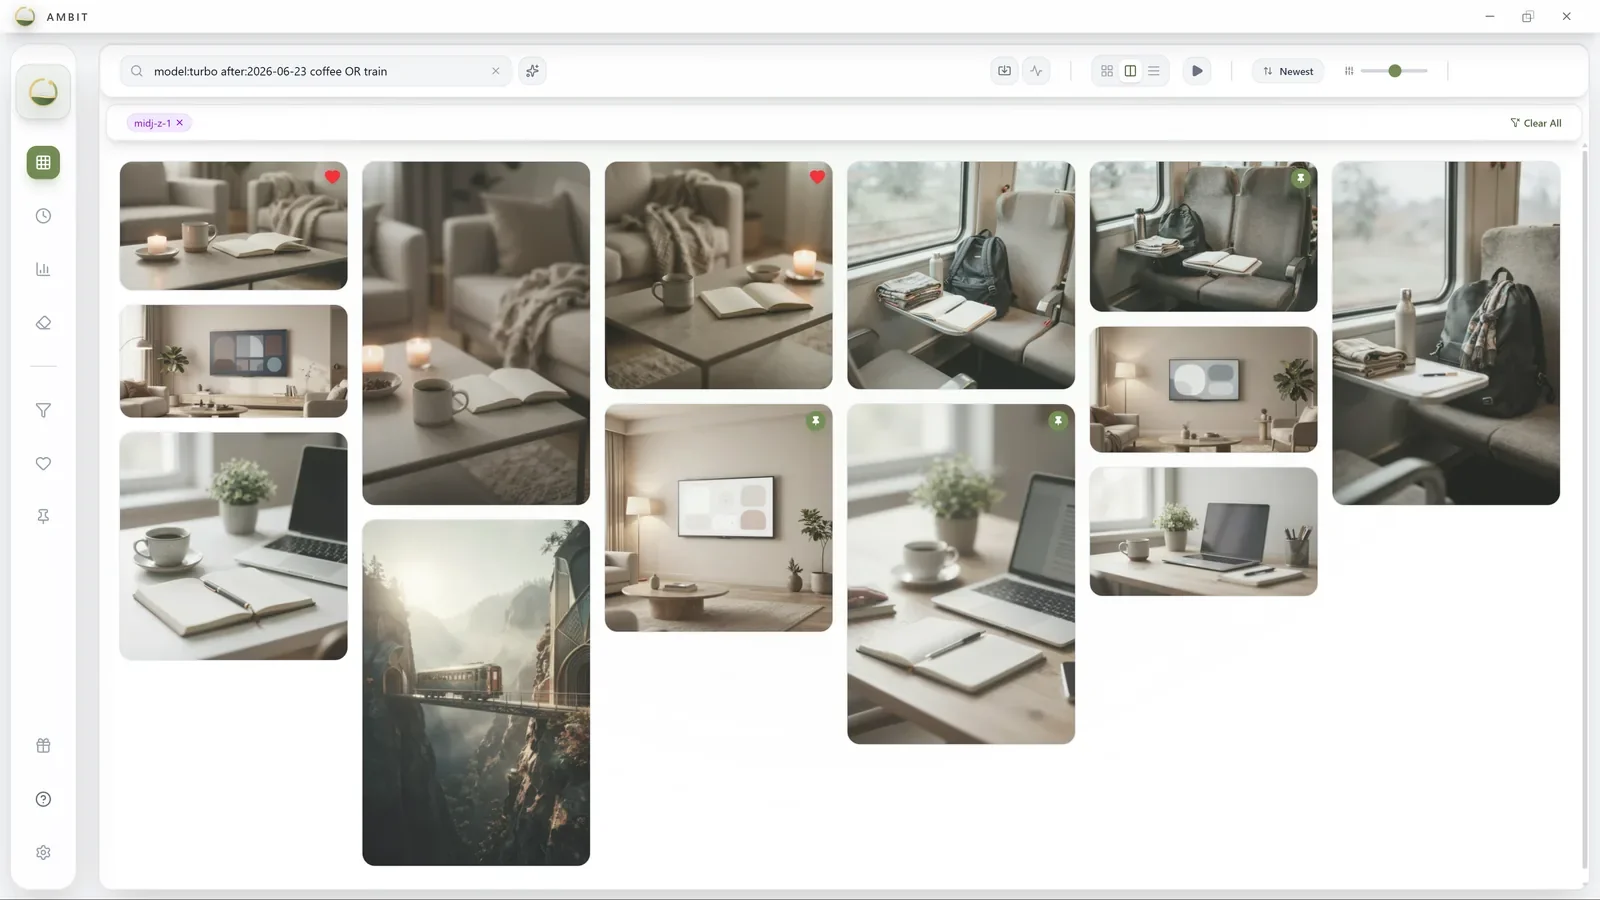 AMBIT
model:turbo after:2026-06-23 coffee OR train
Newest
midj-z-1
Clear All